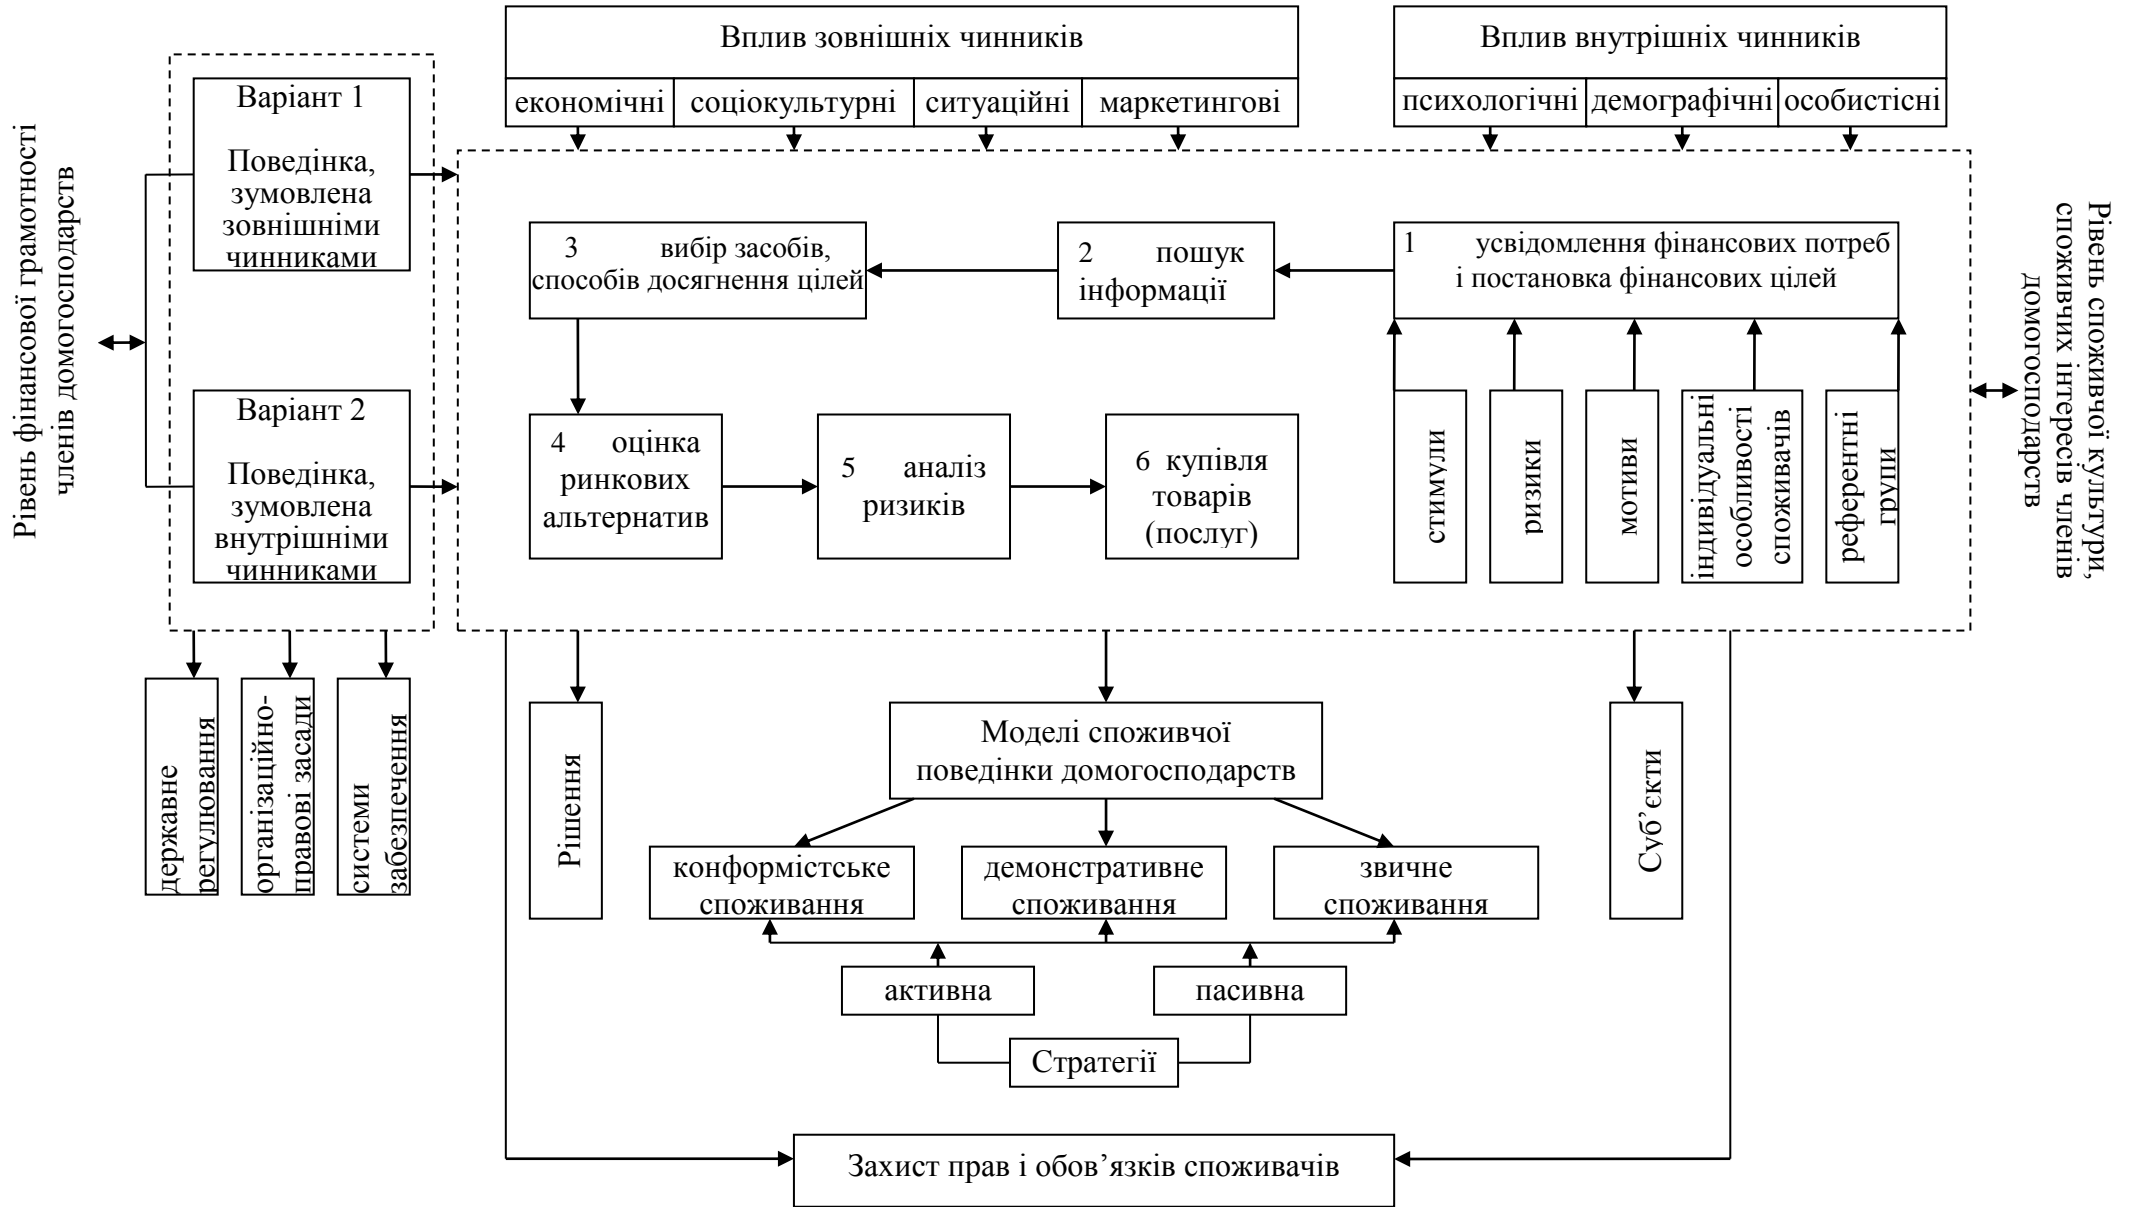 Вплив зовнішніх чинників
економічні
соціокультурні
ситуаційні
маркетингові
Вплив внутрішніх чинників
психологічні
демографічні
особистісні
Рівень фінансової грамотності
членів домогосподарств
Варіант 1
Поведінка,
зумовлена
зовнішніми
чинниками
Варіант 2
Поведінка,
зумовлена
внутрішніми
чинниками
3 вибір засобів,
способів досягнення цілей
2 пошук
інформації
1 усвідомлення фінансових потреб
і постановка фінансових цілей
4 оцінка
ринкових
альтернатив
5 аналіз
ризиків
6 купівля
товарів
(послуг)
стимули
ризики
мотиви
індивідуальні
особливості
споживачів
референтні
групи
Рівень споживчої культури,
споживчих інтересів членів
домогосподарств
державне
регулювання
організаційно-
правові засади
системи
забезпечення
Рішення
Моделі споживчої
поведінки домогосподарств
конформістське
споживання
демонстративне
споживання
звичне
споживання
активна
пасивна
Стратегії
Суб’єкти
Захист прав і обов’язків споживачів